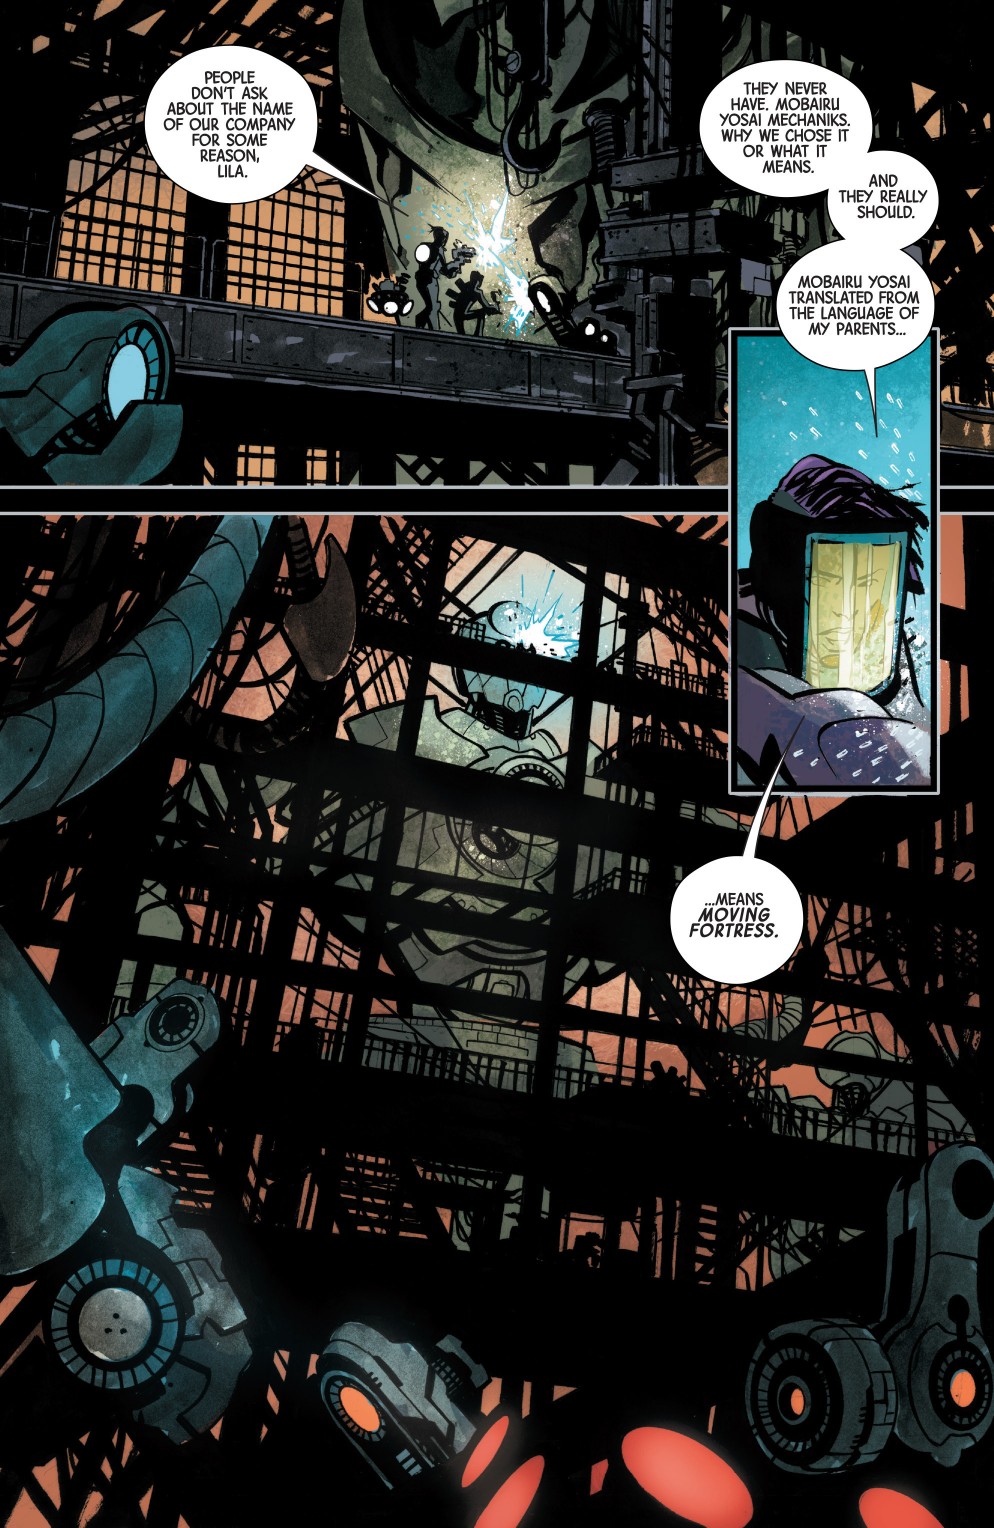 PEOPLE
DON'T ASK
ABOUT THE NAME
OF OUR COMPANY
FOR SOME
REASON,
LILA.
THEY NEVER
HAVE. MOBAIRU
YOSAI MECHANIKS.
WHY WE CHOSE IT
OR WHAT IT
MEANS.
AND
THEY REALLY
SHOULD.
MOBAIRU YOSAI
TRANSLATED FROM
THE LANGUAGE OF
MY PARENTS...
...MEANS
MOVING
FORTRESS.